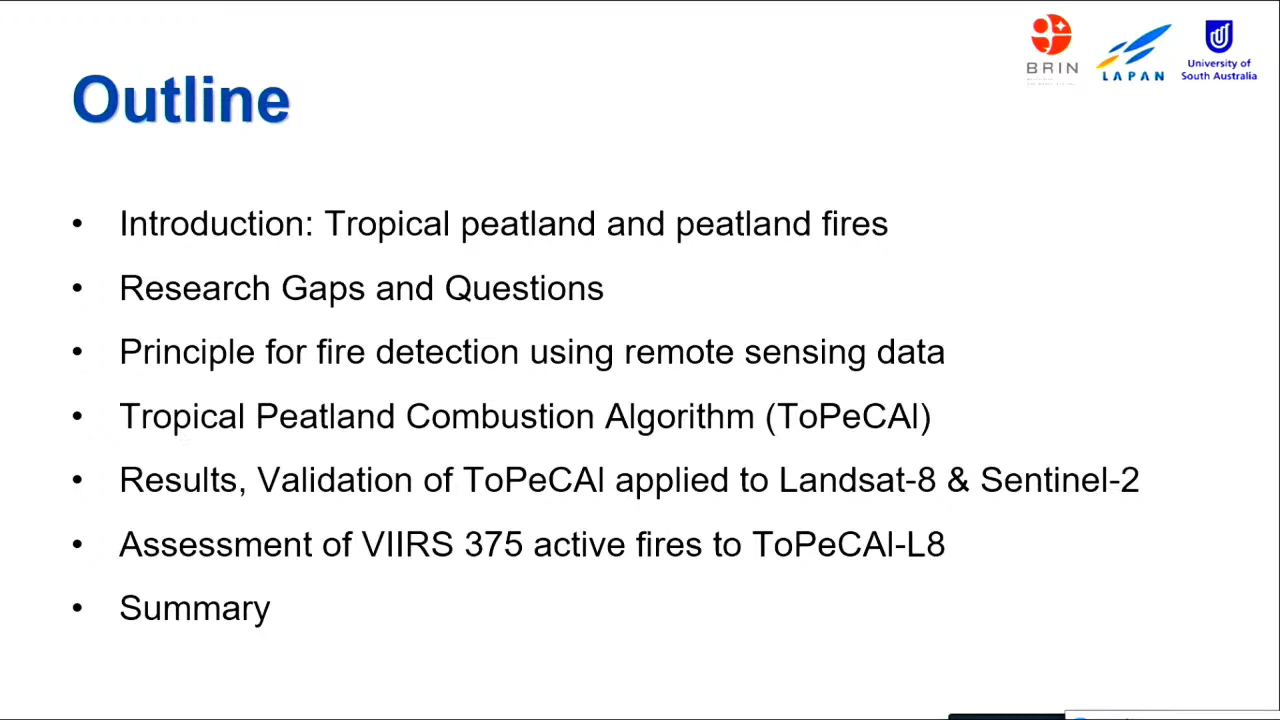 BRIN
LAPAN
University of
South Australia
Outline
• Introduction: Tropical peatland and peatland fires
• Research Gaps and Questions
• Principle for fire detection using remote sensing data
• Tropical Peatland Combustion Algorithm (ToPeCAl)
• Results, Validation of ToPeCAl applied to Landsat-8 & Sentinel-2
• Assessment of VIIRS 375 active fires to ToPeCAl-L8
• Summary